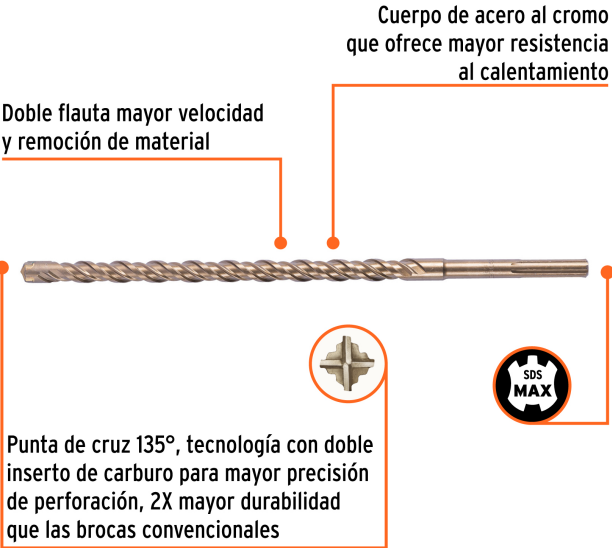 Cuerpo de acero al cromo
que ofrece mayor resistencia
al calentamiento
Doble flauta mayor velocidad
y remoción de material
SDS
MAX
Punta de cruz 135°, tecnología con doble
inserto de carburo para mayor precisión
de perforación, 2X mayor durabilidad
que las brocas convencionales